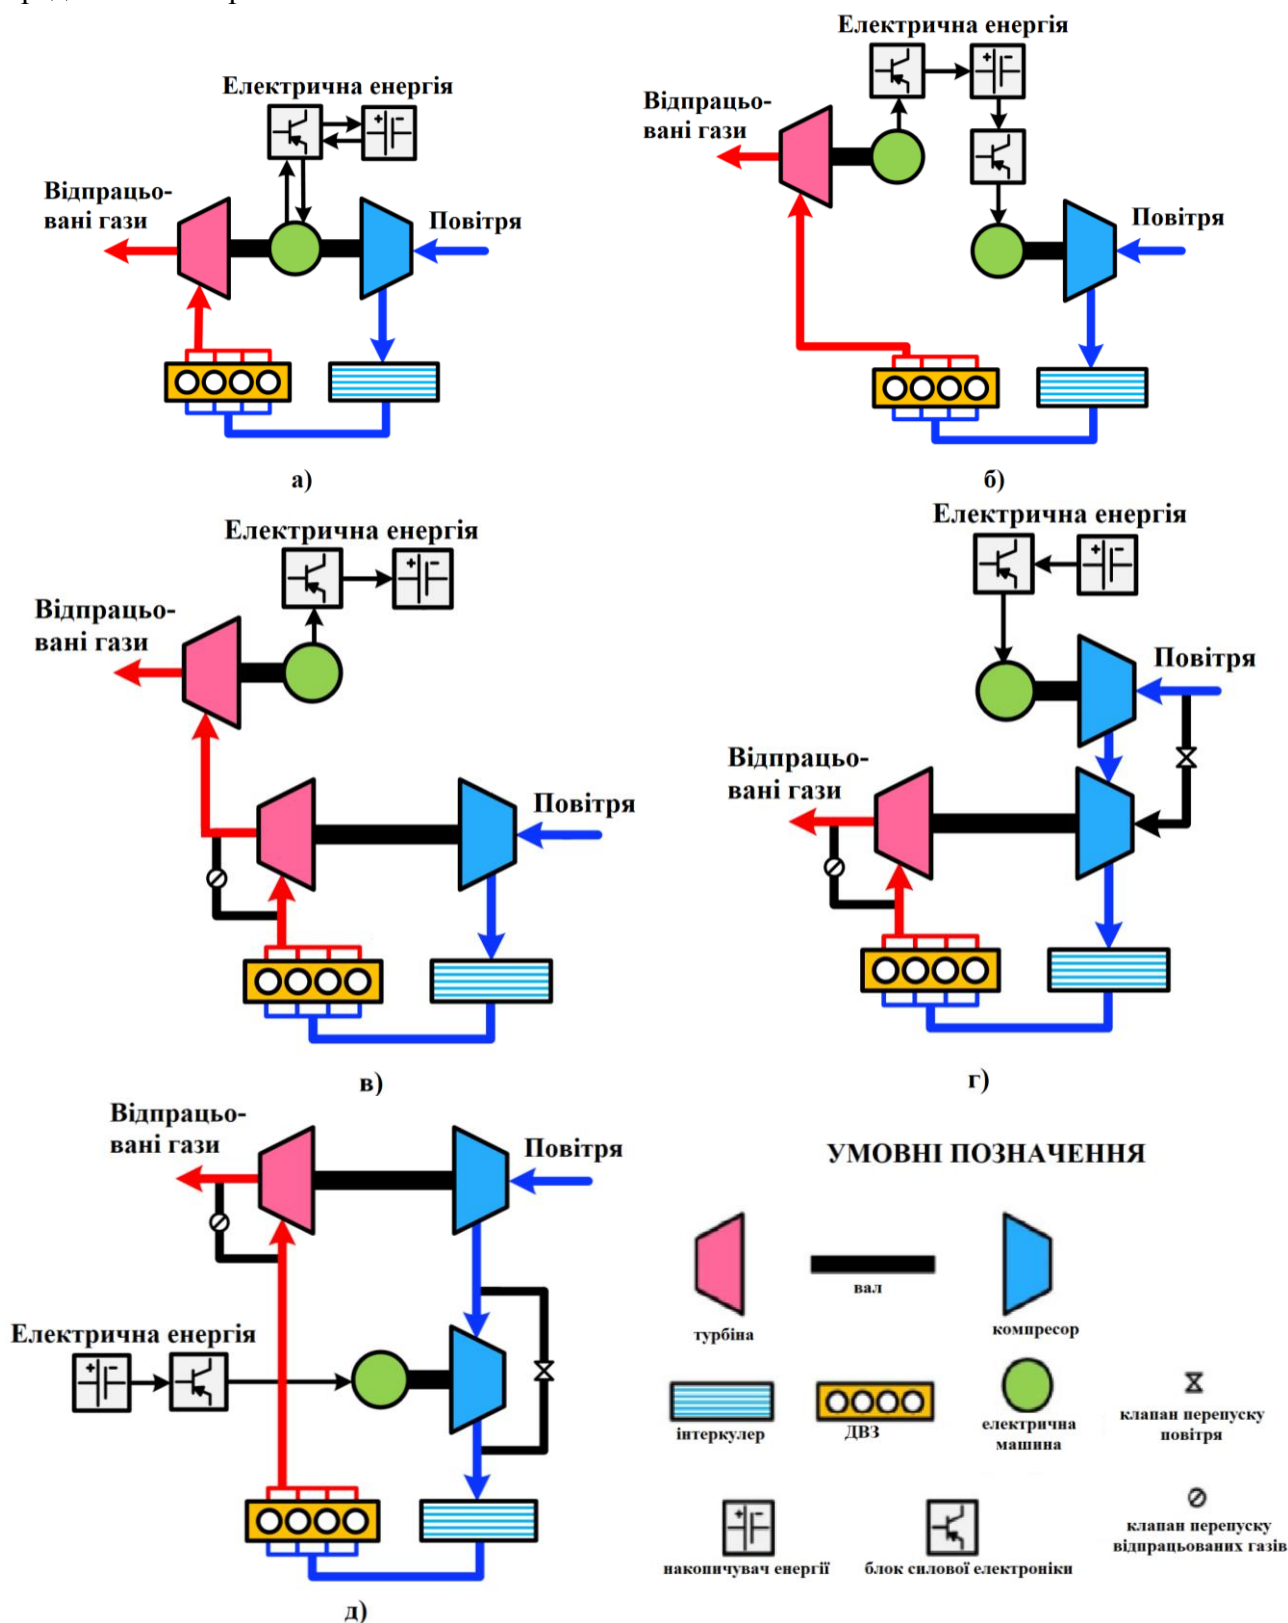 Електрична енергія
Відпрацьо-
вані гази
Повітря
а)
Електрична енергія
Відпрацьо-
вані гази
Повітря
б)
Електрична енергія
Відпрацьо-
вані гази
Повітря
в)
Електрична енергія
Повітря
Відпрацьо-
вані гази
г)
Відпрацьо-
вані гази
Повітря
Електрична енергія
д)
УМОВНІ ПОЗНАЧЕННЯ
турбіна
вал
компресор
інтеркулер
ДВЗ
електрична
машина
клапан перепуску
повітря
накопичувач енергії
блок силової електроніки
клапан перепуску
відпрацьованих газів